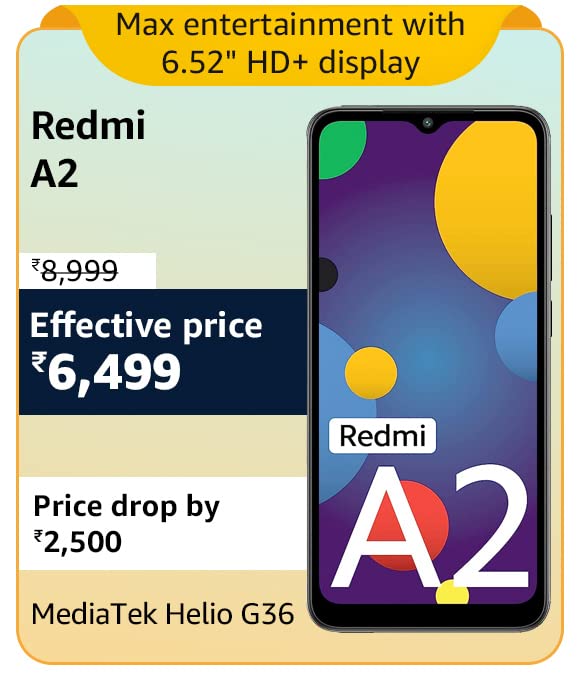 Max entertainment with
6.52" HD+ display
Redmi
A2
₹8,999
Effective price
₹6,499
Price drop by
₹2,500
MediaTek Helio G36
Redmi
A2